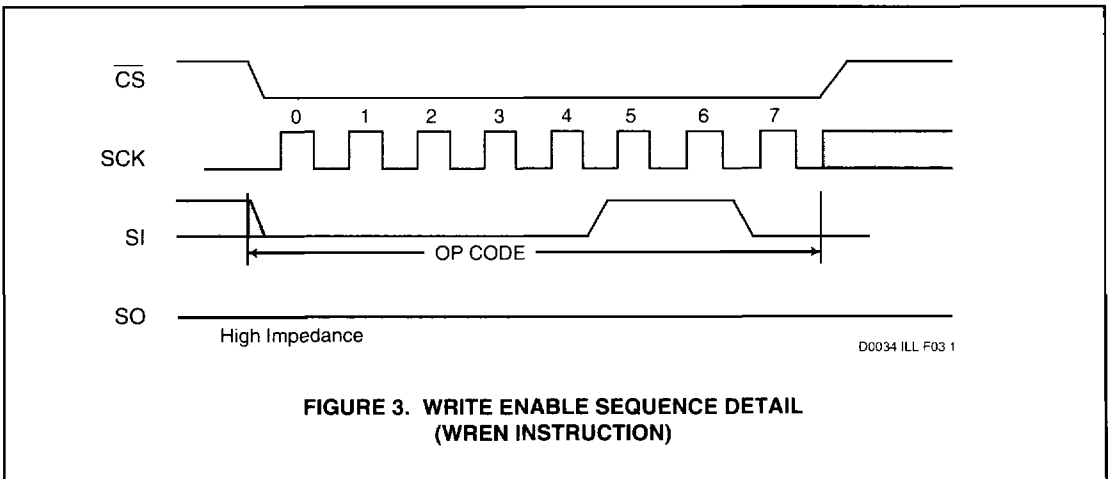 CS
0 1 2 3 4 5 6 7
SCK
SI
OP CODE
SO
High Impedance
D0034 ILL F03 1
FIGURE 3. WRITE ENABLE SEQUENCE DETAIL
(WREN INSTRUCTION)